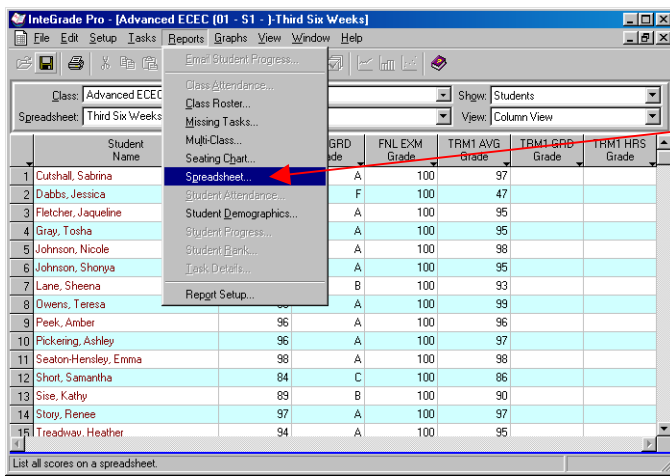 InteGrade Pro - [Advanced ECEC (01 - S1 - )-Third Six Weeks]
File Edit Setup Tasks Reports Graphs View Window Help
Email Student Progress...
Class Attendance...
Class Roster...
Missing Tasks...
Multi-Class...
Seating Chart...
Spreadsheet...
Student Attendance...
Student Demographics...
Student Progress...
Student Rank...
Task Details...
Report Setup...
Class: Advanced ECEC Show: Students
Spreadsheet: Third Six Weeks View: Column View
Student Name GRD FNL EXM Grade TRM1 AVG Grade TRM1 GRD Grade TRM1 HRS Grade
1 Cutshall, Sabrina A 100 97
2 Dabbs, Jessica F 100 47
3 Fletcher, Jaqueline A 100 95
4 Gray, Tosha A 100 95
5 Johnson, Nicole A 100 98
6 Johnson, Shonya A 100 95
7 Lane, Sheena B 100 93
8 Owens, Teresa A 100 99
9 Peek, Amber 96 A 100 96
10 Pickering, Ashley 96 A 100 97
11 Seaton-Hensley, Emma 98 A 100 98
12 Short, Samantha 84 C 100 86
13 Sise, Kathy 89 B 100 90
14 Story, Renee 97 A 100 97
15 Treadway, Heather 94 A 100 95
List all scores on a spreadsheet.